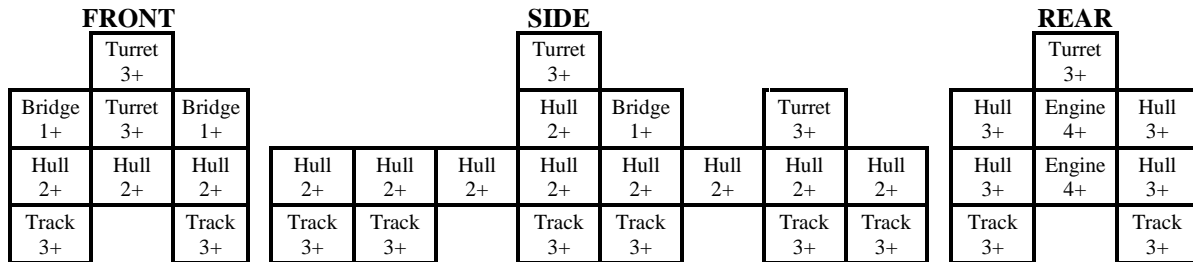 FRONT SIDE REAR
Turret Turret Turret
3+ 3+ 3+
Bridge Turret Bridge Hull Bridge Turret Hull Engine Hull
1+ 3+ 1+ 2+ 1+ 3+ 3+ 4+ 3+
Hull Hull Hull Hull Hull Hull Hull Hull Hull Hull Hull Hull Engine Hull
2+ 2+ 2+ 2+ 2+ 2+ 2+ 2+ 2+ 2+ 2+ 3+ 4+ 3+
Track Track Track Track Track Track Track Track Track Track
3+ 3+ 3+ 3+ 3+ 3+ 3+ 3+ 3+ 3+